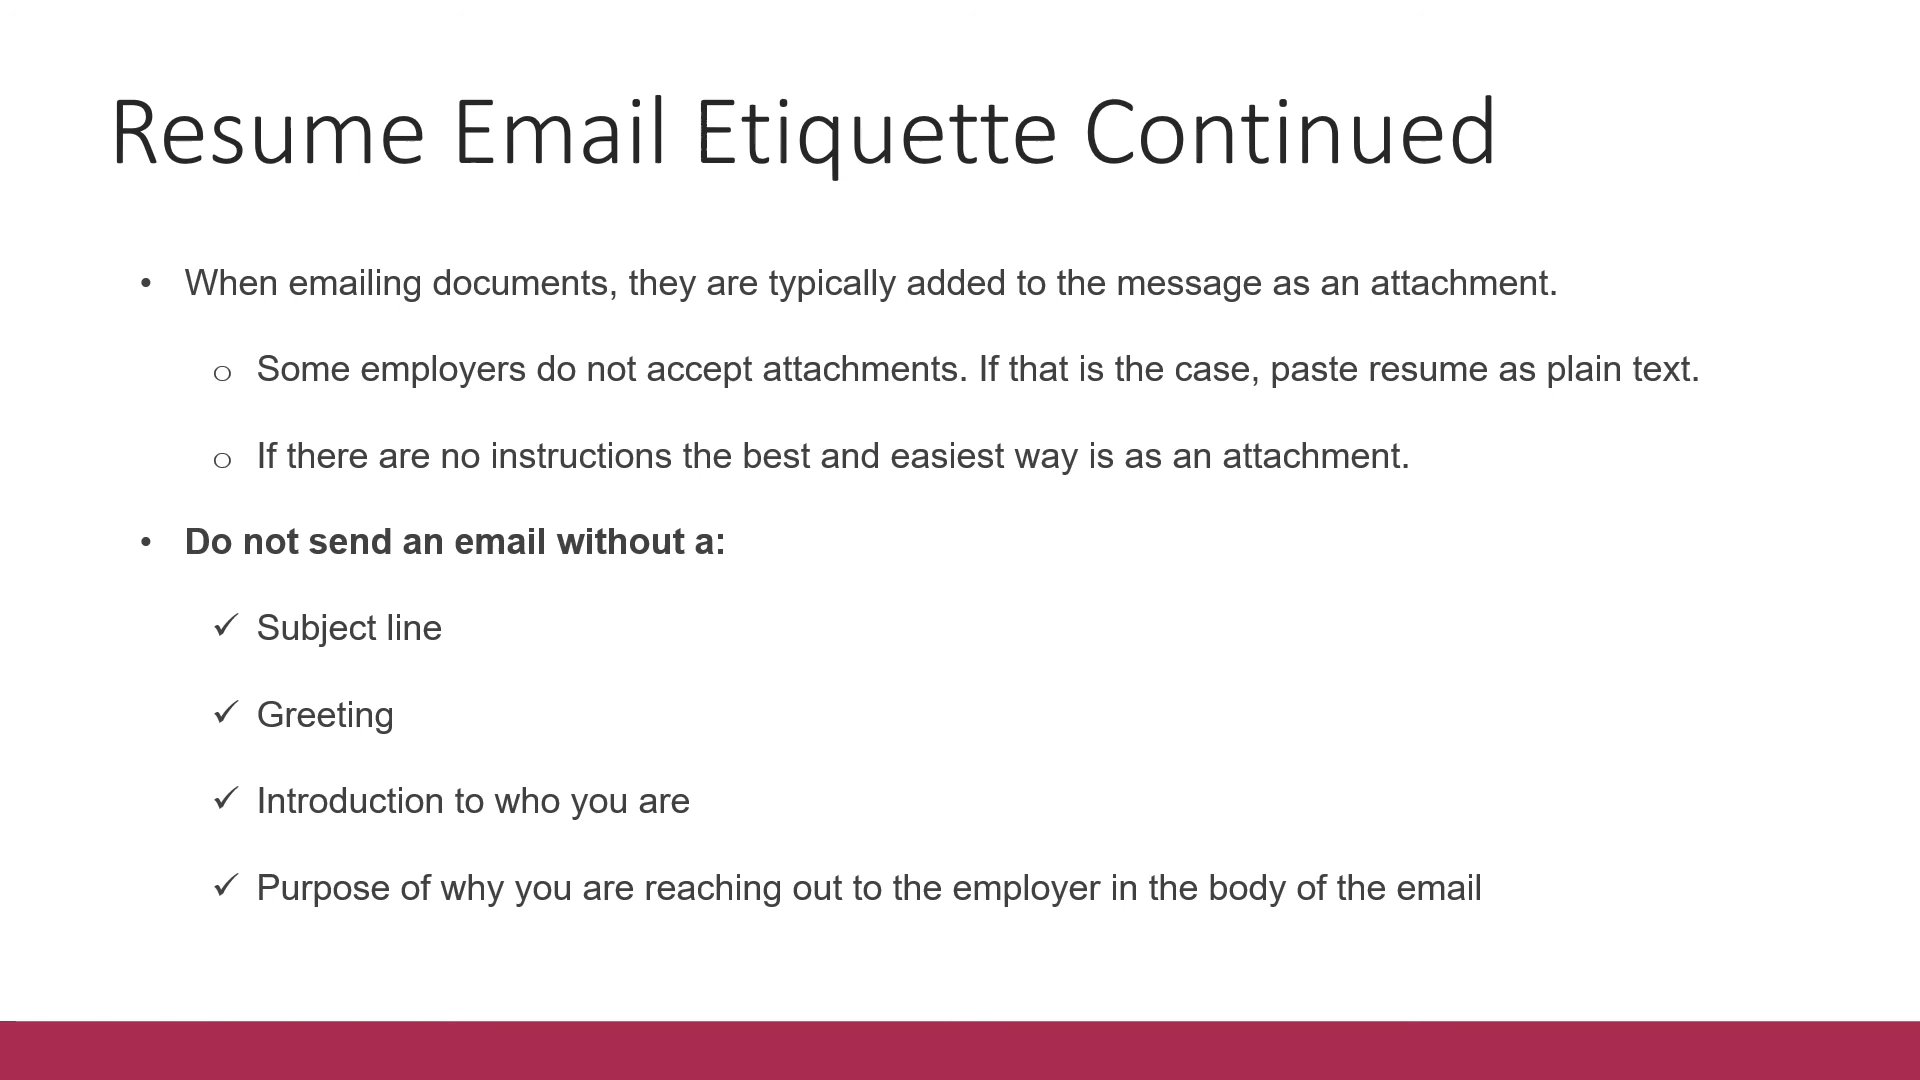 Resume Email Etiquette Continued
• When emailing documents, they are typically added to the message as an attachment.
o Some employers do not accept attachments. If that is the case, paste resume as plain text.
o If there are no instructions the best and easiest way is as an attachment.
• Do not send an email without a:
✓ Subject line
✓ Greeting
✓ Introduction to who you are
✓ Purpose of why you are reaching out to the employer in the body of the email